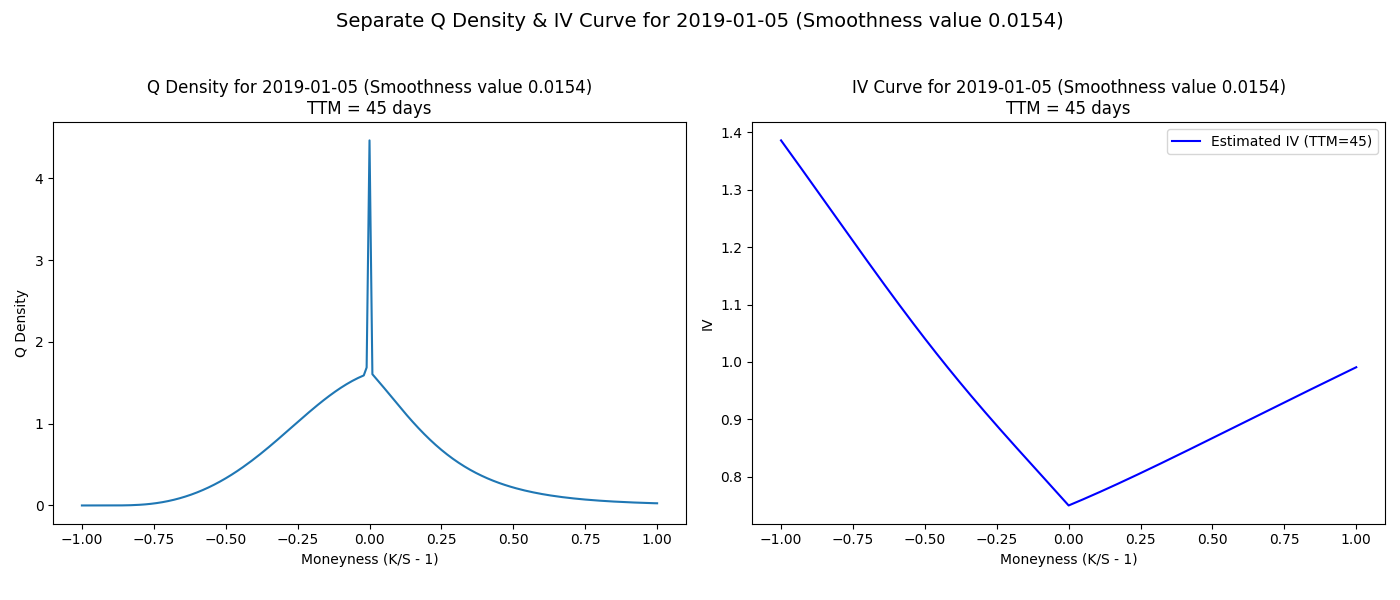 Separate Q Density & IV Curve for 2019-01-05 (Smoothness value 0.0154)
Q Density for 2019-01-05 (Smoothness value 0.0154)
TTM = 45 days
4
3
2
1
0
Q Density
−1.00 −0.75 −0.50 −0.25 0.00 0.25 0.50 0.75 1.00
Moneyness (K/S - 1)
IV Curve for 2019-01-05 (Smoothness value 0.0154)
TTM = 45 days
Estimated IV (TTM=45)
1.4
1.3
1.2
1.1
1.0
0.9
0.8
IV
−1.00 −0.75 −0.50 −0.25 0.00 0.25 0.50 0.75 1.00
Moneyness (K/S - 1)